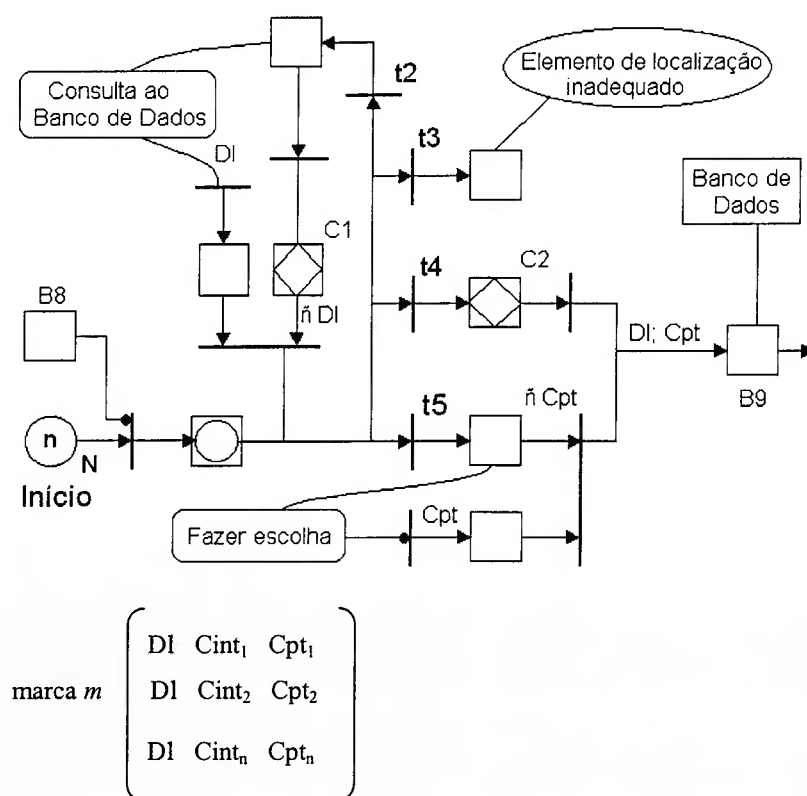 t2
Elemento de localização
inadequado
Consulta ao
Banco de Dados
Dl
t3
Banco de
Dados
C1
t4
C2
ñ Dl
B8
Dl; Cpt
B9
t5
ñ Cpt
n
N
Início
Cpt
Fazer escolha
marca m
Dl Cint₁ Cpt₁
Dl Cint₂ Cpt₂
Dl Cintₙ Cptₙ